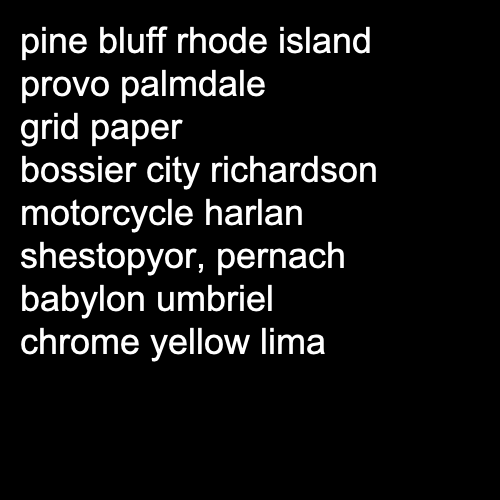 pine bluff rhode island
provo palmdale
grid paper
bossier city richardson
motorcycle harlan
shestopyor, pernach
babylon umbriel
chrome yellow lima